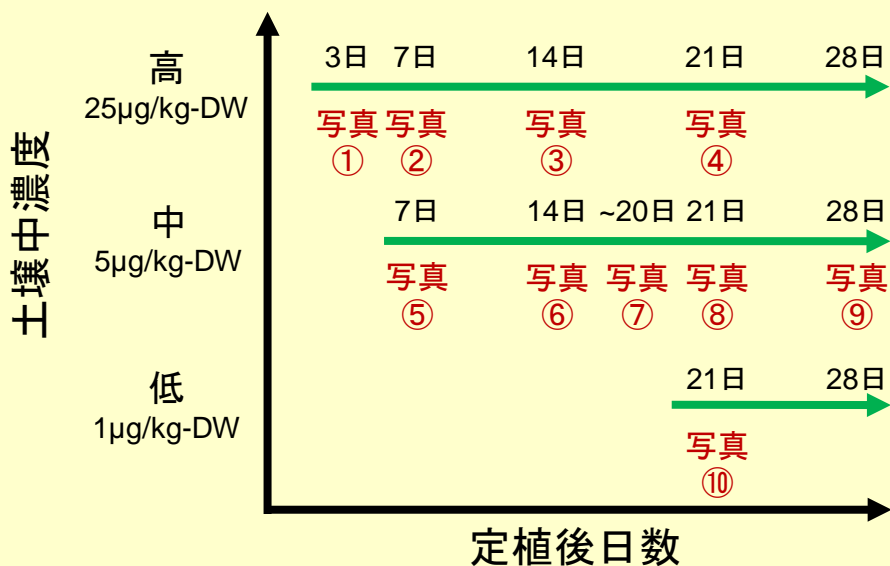 土壌中濃度
高
25µg/kg-DW
3日 7日 14日 21日 28日
写真 写真 写真 写真
① ② ③ ④
中
5µg/kg-DW
7日 14日 ~20日 21日 28日
写真 写真 写真 写真 写真
⑤ ⑥ ⑦ ⑧ ⑨
低
1µg/kg-DW
21日 28日
写真
⑩
定植後日数